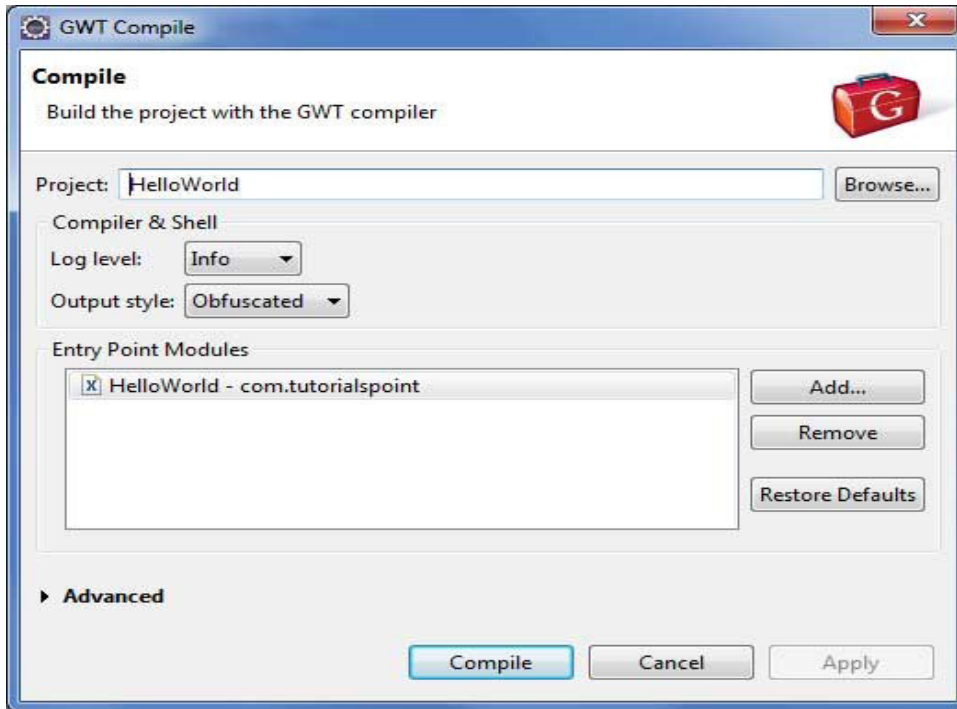 GWT Compile
Compile
Build the project with the GWT compiler
G
Project: HelloWorld Browse...
Compiler & Shell
Log level: Info
Output style: Obfuscated
Entry Point Modules
HelloWorld - com.tutorialspoint
Add...
Remove
Restore Defaults
Advanced
Compile Cancel Apply